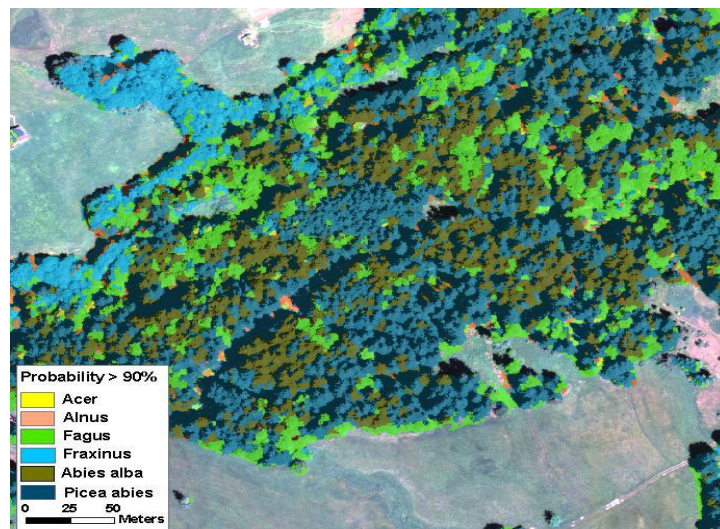 Probability > 90%
Acer
Alnus
Fagus
Fraxinus
Abies alba
Picea abies
0 25 50
Meters